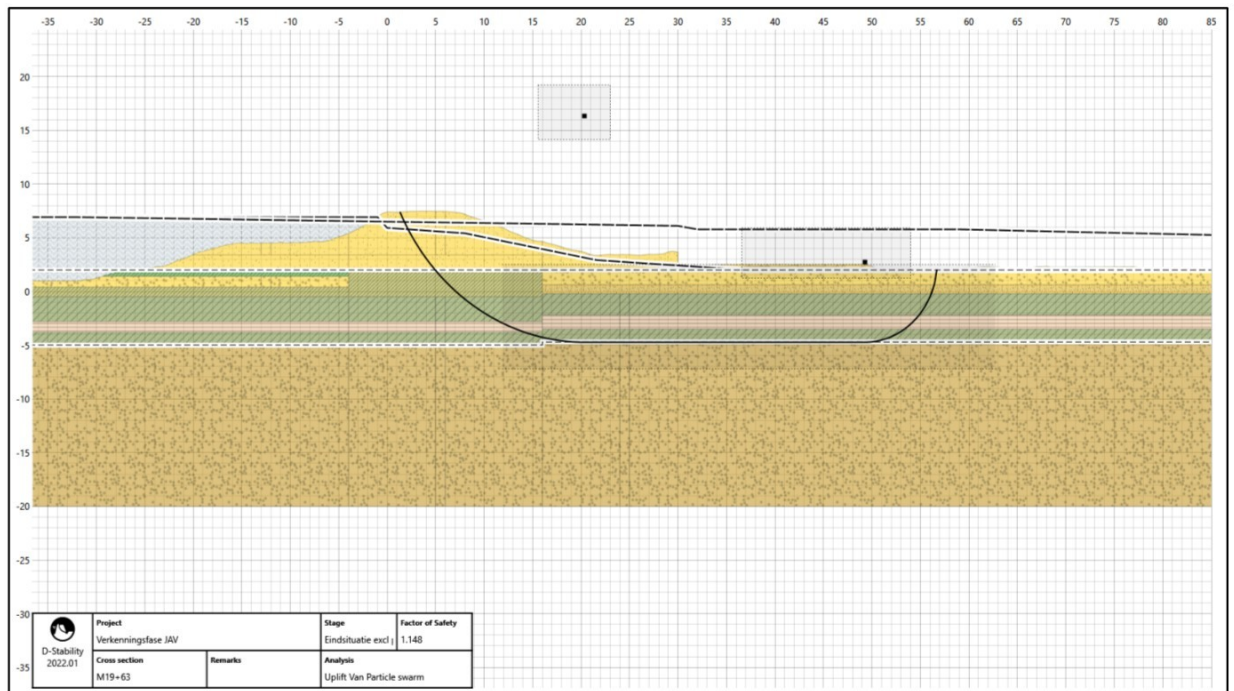 -35 -30 -25 -20 -15 -10 -5 0 5 10 15 20 25 30 35 40 45 50 55 60 65 70 75 80 85
20
15
10
5
0
-5
-10
-15
-20
-25
-30
-35
D-Stability
2022.01
Project
Verkenningsfase JAV
Stage
Eindsituatie excl
Factor of Safety
1.148
Cross section
M19+63
Remarks
Analysis
Uplift Van Particle swarm